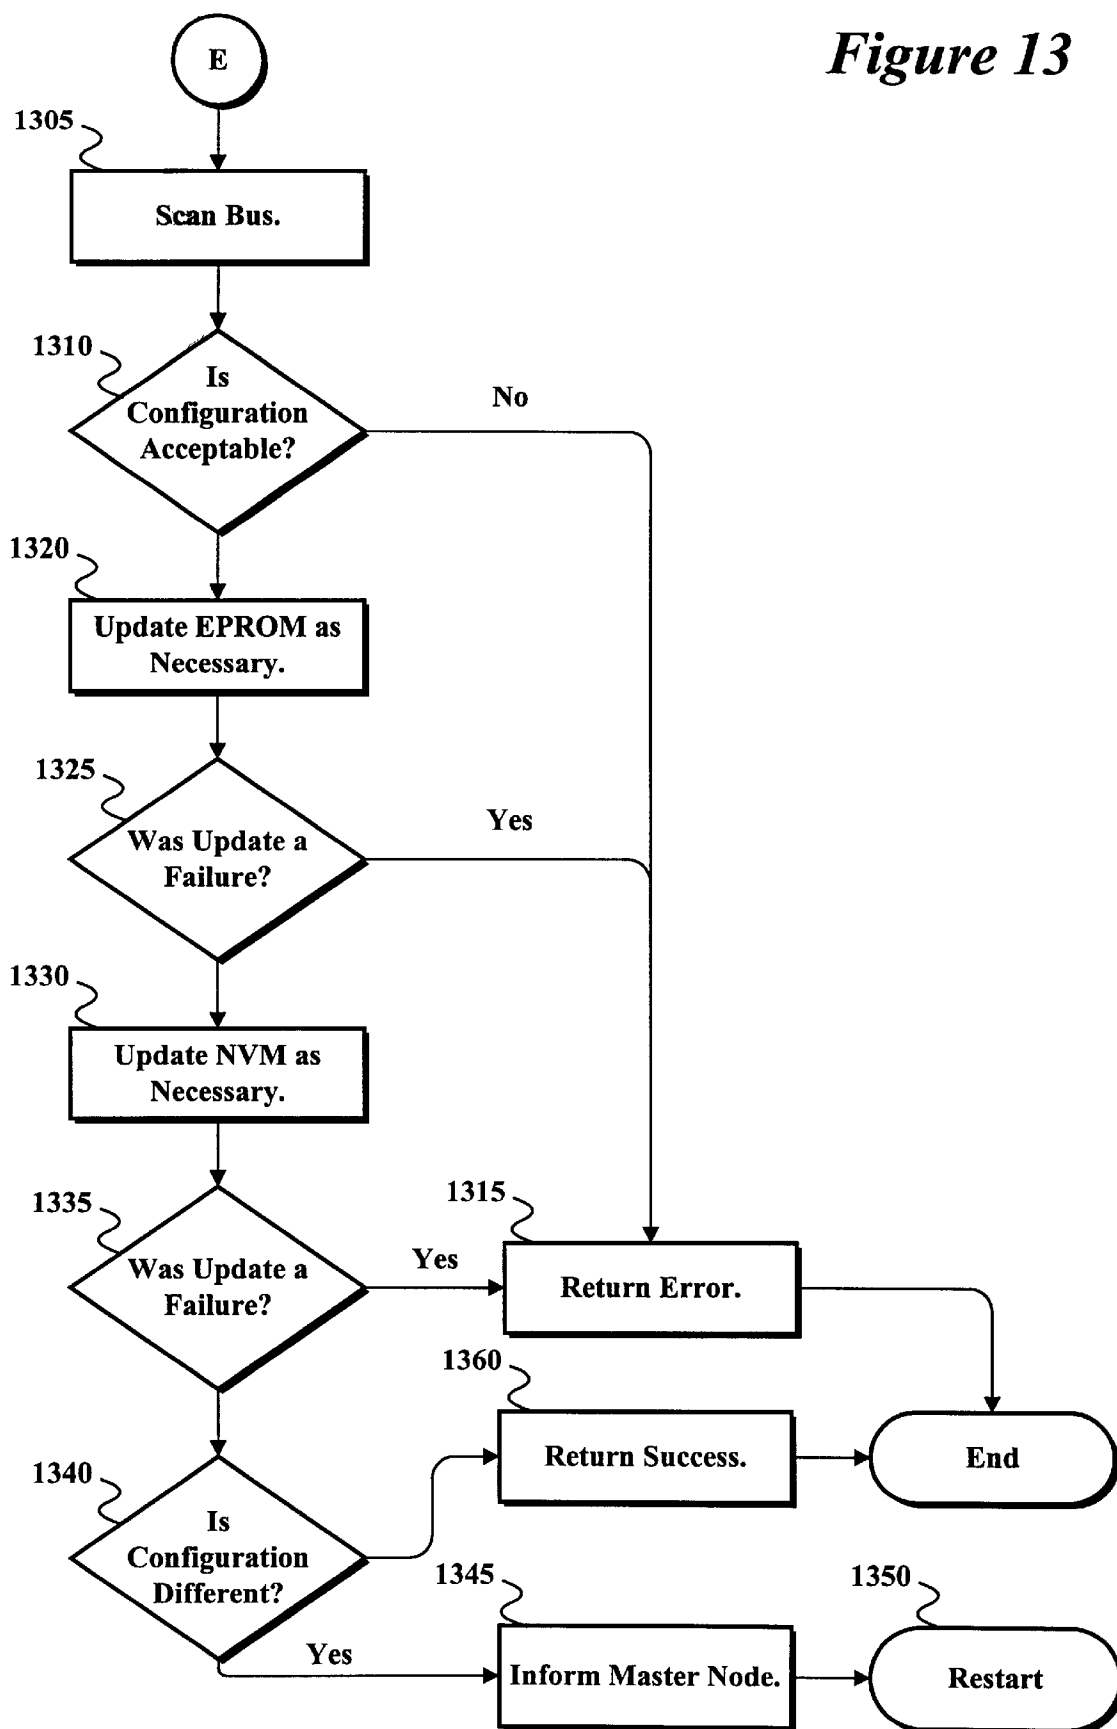 Figure 13
E
1305
Scan Bus.
1310
Is
Configuration
Acceptable?
No
1320
Update EPROM as
Necessary.
1325
Was Update a
Failure?
Yes
1330
Update NVM as
Necessary.
1335
Was Update a
Failure?
Yes
1315
Return Error.
1360
Return Success.
End
1340
Is
Configuration
Different?
Yes
1345
Inform Master Node.
1350
Restart